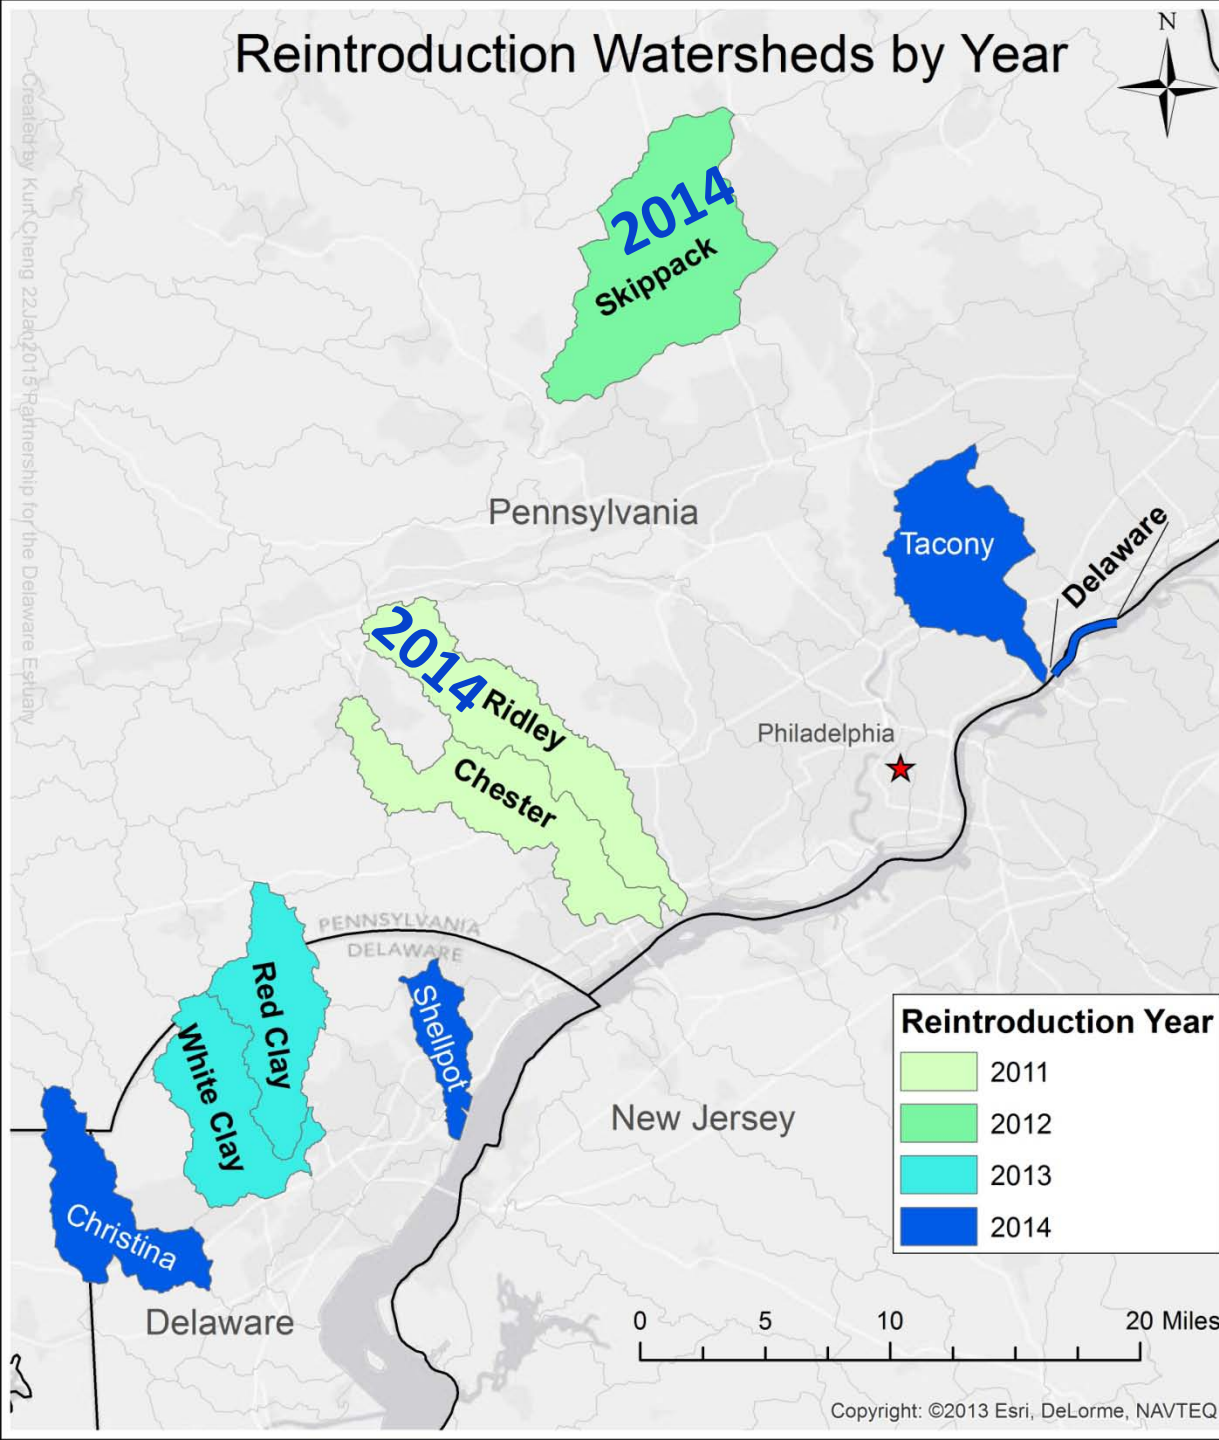 Reintroduction Watersheds by Year
N
Created by Kurt Cheng 22Jan2015 Partnership for the Delaware Estuary
2014
Skippack
Pennsylvania
Tacony
Delaware
2014
Ridley
Chester
Philadelphia
PENNSYLVANIA
DELAWARE
Red Clay
White Clay
Shellpot
Christina
New Jersey
Delaware
Reintroduction Year
2011
2012
2013
2014
0 5 10 20 Miles
Copyright: ©2013 Esri, DeLorme, NAVTEQ